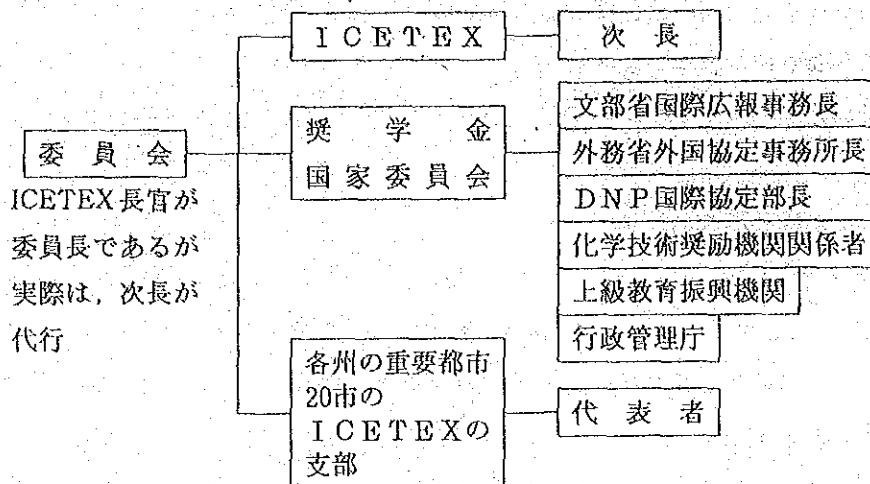 委員会
ICETEX長官が
委員長であるが
実際は，次長が
代行
ICETEX
次長
奨学金
国家委員会
文部省国際広報事務長
外務省外国協定事務所長
DNP国際協定部長
化学技術奨励機関関係者
上級教育振興機関
行政管理庁
各州の重要都市
20市の
ICETEXの
支部
代表者